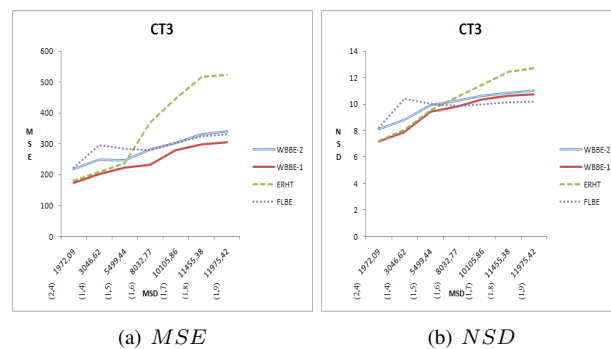 CT3
600
500
400
300
200
100
0
M
S
E
WBBE-2
WBBE-1
ERHT
FLBE
1972,09
3046,62
5499,44
8032,77
10105,86
11455,38
11975,42
(2,4)
(1,4)
(1,5)
(1,6)
(1,7)
(1,8)
(1,9)
MSD
(a) MSE
CT3
14
12
10
8
6
4
2
0
N
S
D
WBBE-2
WBBE-1
ERHT
FLBE
1972,09
3046,62
5499,44
8032,77
10105,86
11455,38
11975,42
(2,4)
(1,4)
(1,5)
(1,6)
(1,7)
(1,8)
(1,9)
MSD
(b) NSD